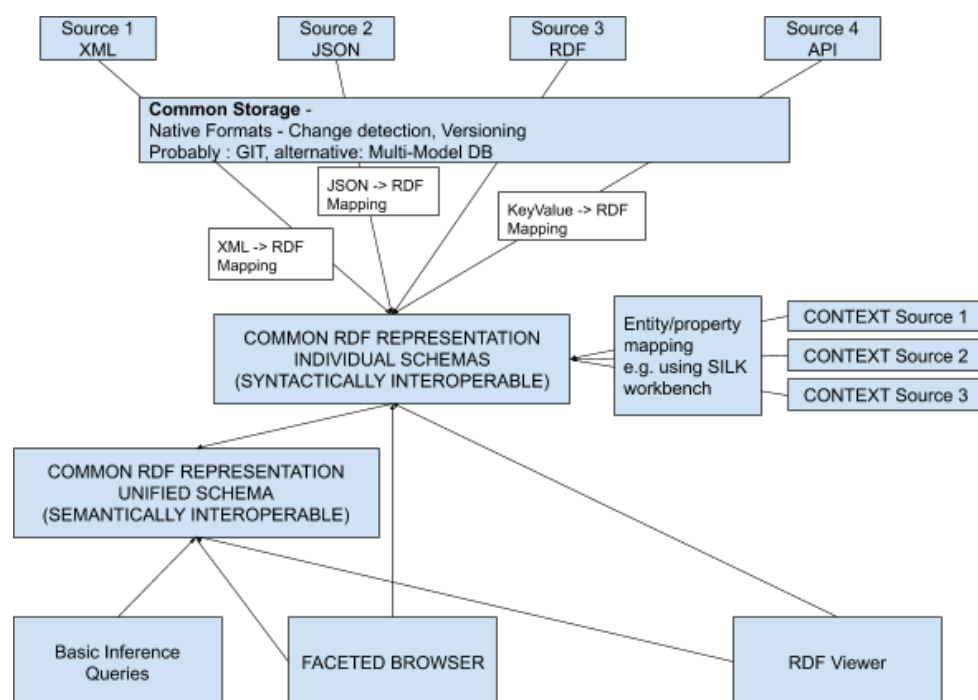 Source 1
XML
Source 2
JSON
Source 3
RDF
Source 4
API
Common Storage -
Native Formats - Change detection, Versioning
Probably : GIT, alternative: Multi-Model DB
JSON -> RDF
Mapping
KeyValue -> RDF
Mapping
XML -> RDF
Mapping
COMMON RDF REPRESENTATION
INDIVIDUAL SCHEMAS
(SYNTACTICALLY INTEROPERABLE)
Entity/property
mapping
e.g. using SILK
workbench
CONTEXT Source 1
CONTEXT Source 2
CONTEXT Source 3
COMMON RDF REPRESENTATION
UNIFIED SCHEMA
(SEMANTICALLY INTEROPERABLE)
Basic Inference
Queries
FACETED BROWSER
RDF Viewer